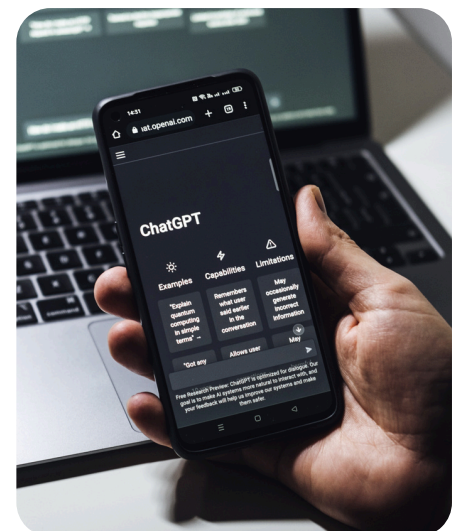 14:31
at.openai.com
ChatGPT
Examples
Capabilities
Limitations
"Explain
quantum
computing
in simple
terms" →
Remembers
what user
said earlier
in the
conversation
May
occasionally
generate
incorrect
information
"Got any
Allows user
May
Free Research Preview: ChatGPT is optimized for dialogue. Our
goal is to make AI systems more natural to interact with, and
your feedback will help us improve our systems and make
them safer.